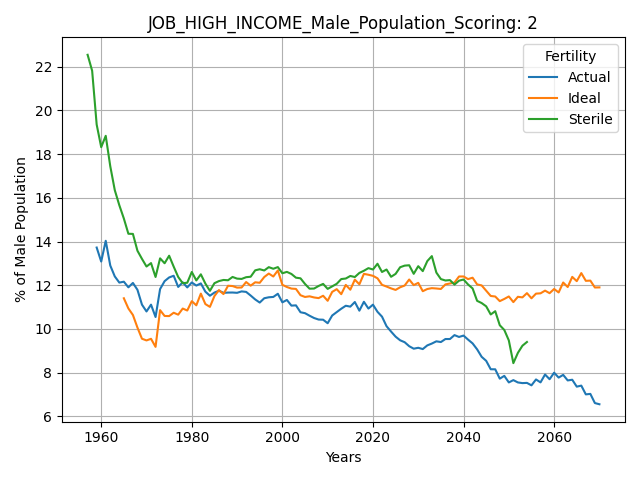 JOB_HIGH_INCOME_Male_Population_Scoring: 2
Fertility
Actual
Ideal
Sterile
% of Male Population
22
20
18
16
14
12
10
8
6
1960
1980
2000
2020
2040
2060
Years